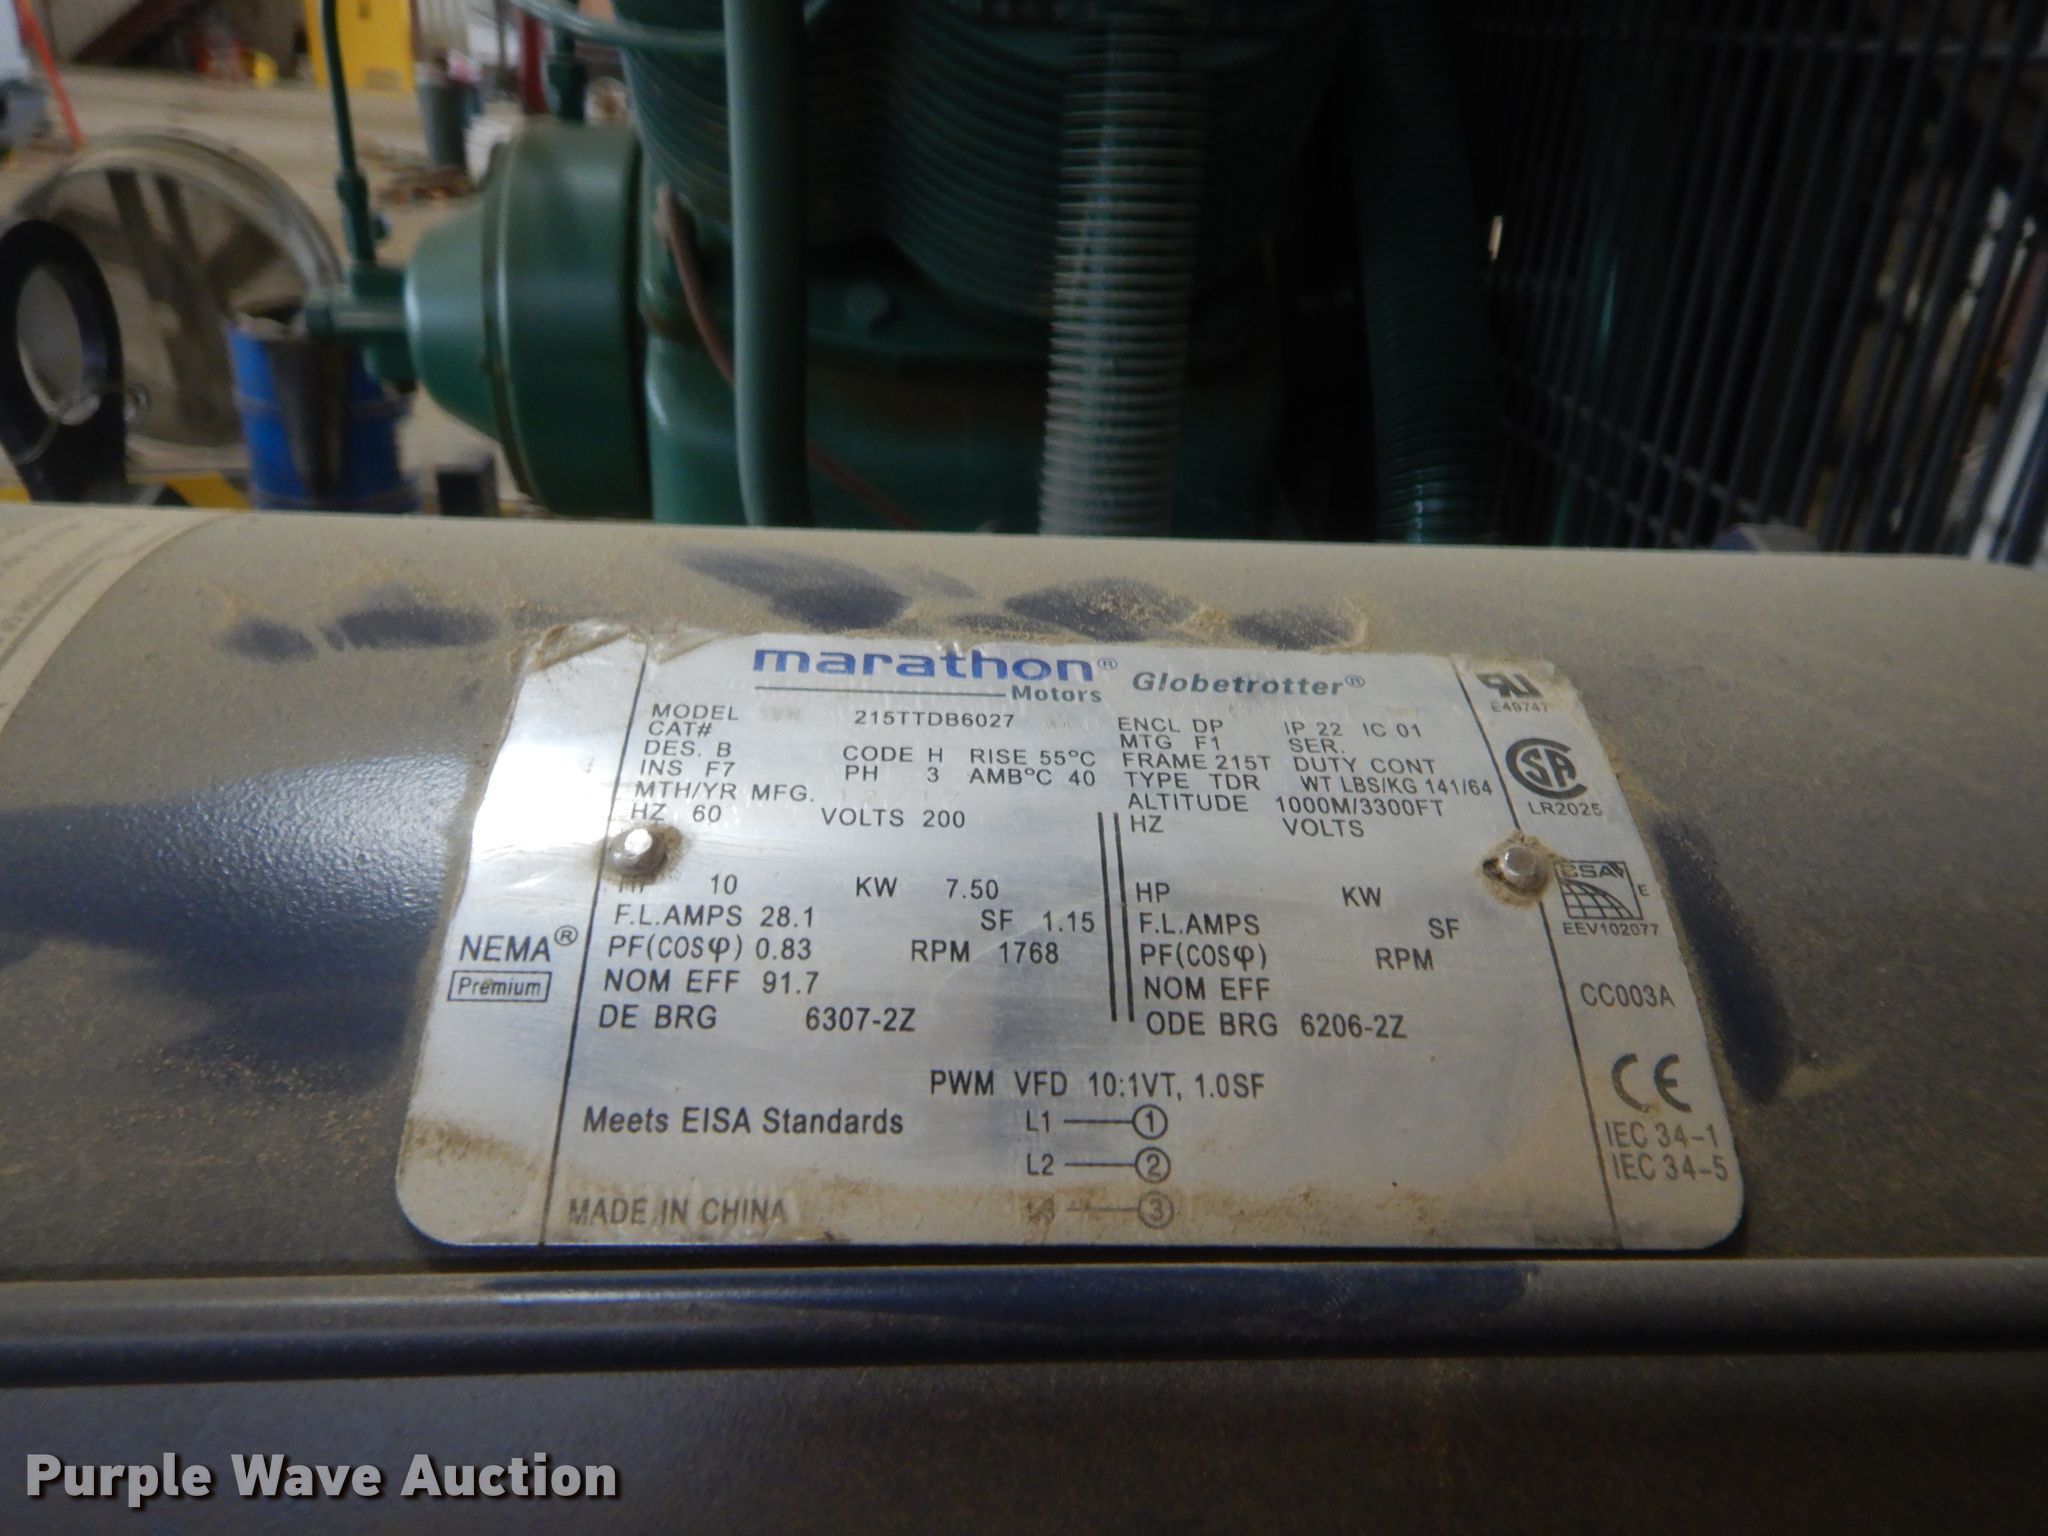 marathon® Globetrotter®
Motors
MODEL 215TTDB6027 ENCL DP IP 22 IC 01
CAT# MTG F1 SER.
DES. B CODE H RISE 55°C FRAME 215T DUTY CONT
INS F7 PH 3 AMB°C 40 TYPE TDR WT LBS/KG 141/64
MTH/YR MFG. ALTITUDE 1000M/3300FT
HZ 60 VOLTS 200 HZ VOLTS
HP 10 KW 7.50 HP KW
F.L.AMPS 28.1 SF 1.15 F.L.AMPS SF
PF(COSφ) 0.83 RPM 1768 PF(COSφ) RPM
NOM EFF 91.7 NOM EFF
DE BRG 6307-2Z ODE BRG 6206-2Z
PWM VFD 10:1VT, 1.0SF
Meets EISA Standards L1 1
L2 2
MADE IN CHINA L3 3
NEMA®
Premium
E49747
LR2025
CSA E
EEV102077
CC003A
CE
IEC 34-1
IEC 34-5
Purple Wave Auction